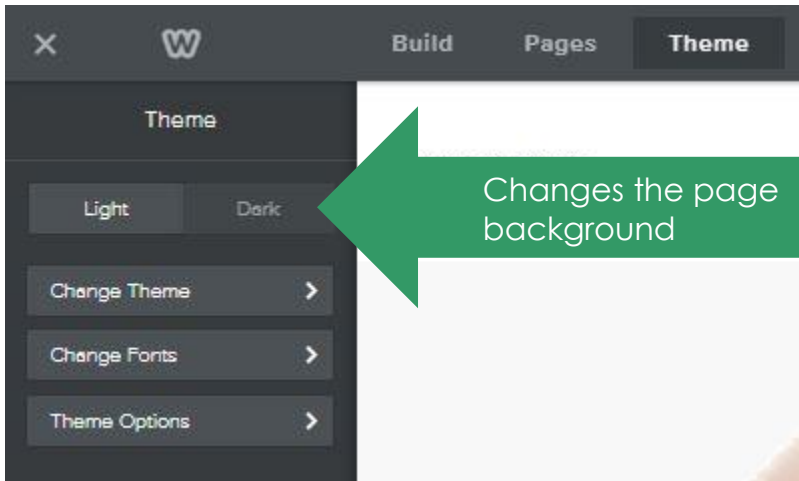 Build Pages Theme
Theme
Light Dark
Changes the page
background
Change Theme
Change Fonts
Theme Options